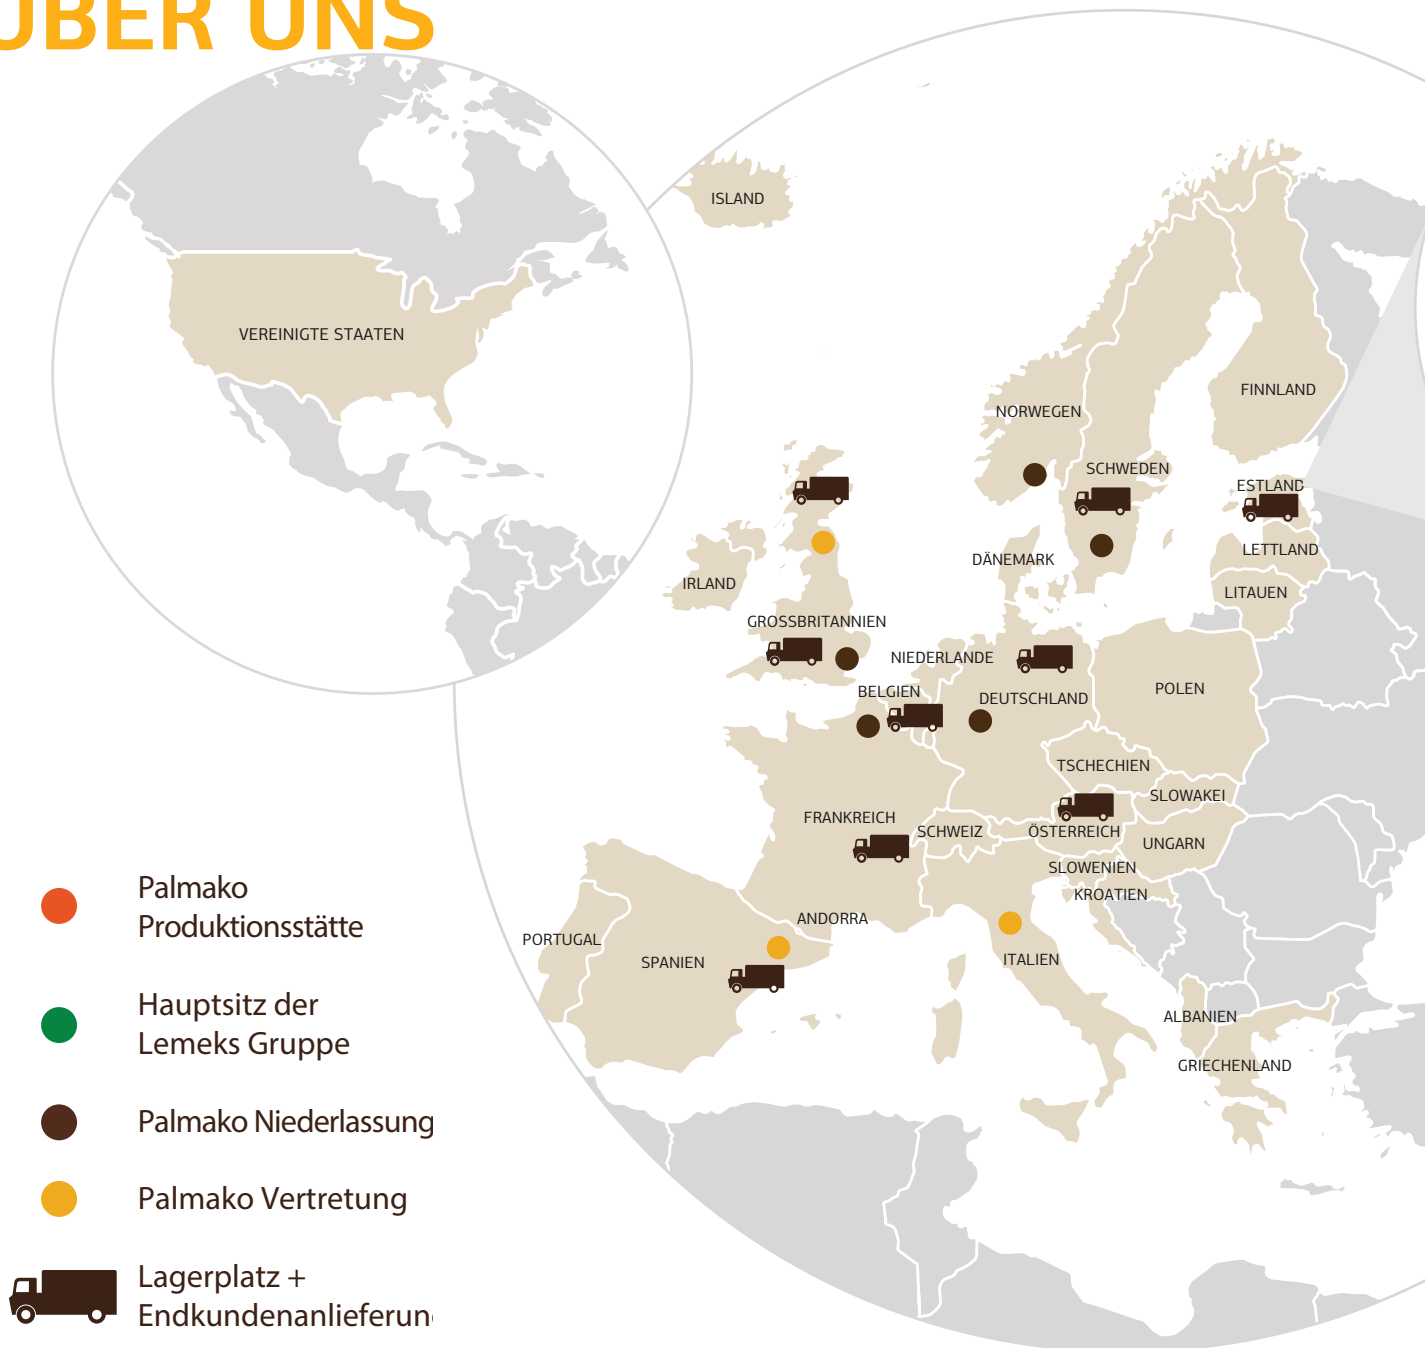 ÜBER UNS
ISLAND
VEREINIGTE STAATEN
FINNLAND
NORWEGEN
SCHWEDEN
ESTLAND
LETTLAND
DÄNEMARK
IRLAND
LITAUEN
GROSSBRITANNIEN
NIEDERLANDE
BELGIEN
DEUTSCHLAND
POLEN
TSCHECHIEN
SLOWAKEI
FRANKREICH
SCHWEIZ
ÖSTERREICH
UNGARN
SLOWENIEN
KROATIEN
ANDORRA
PORTUGAL
SPANIEN
ITALIEN
ALBANIEN
GRIECHENLAND
Palmako
Produktionsstätte
Hauptsitz der
Lemeks Gruppe
Palmako Niederlassung
Palmako Vertretung
Lagerplatz +
Endkundenanlieferun